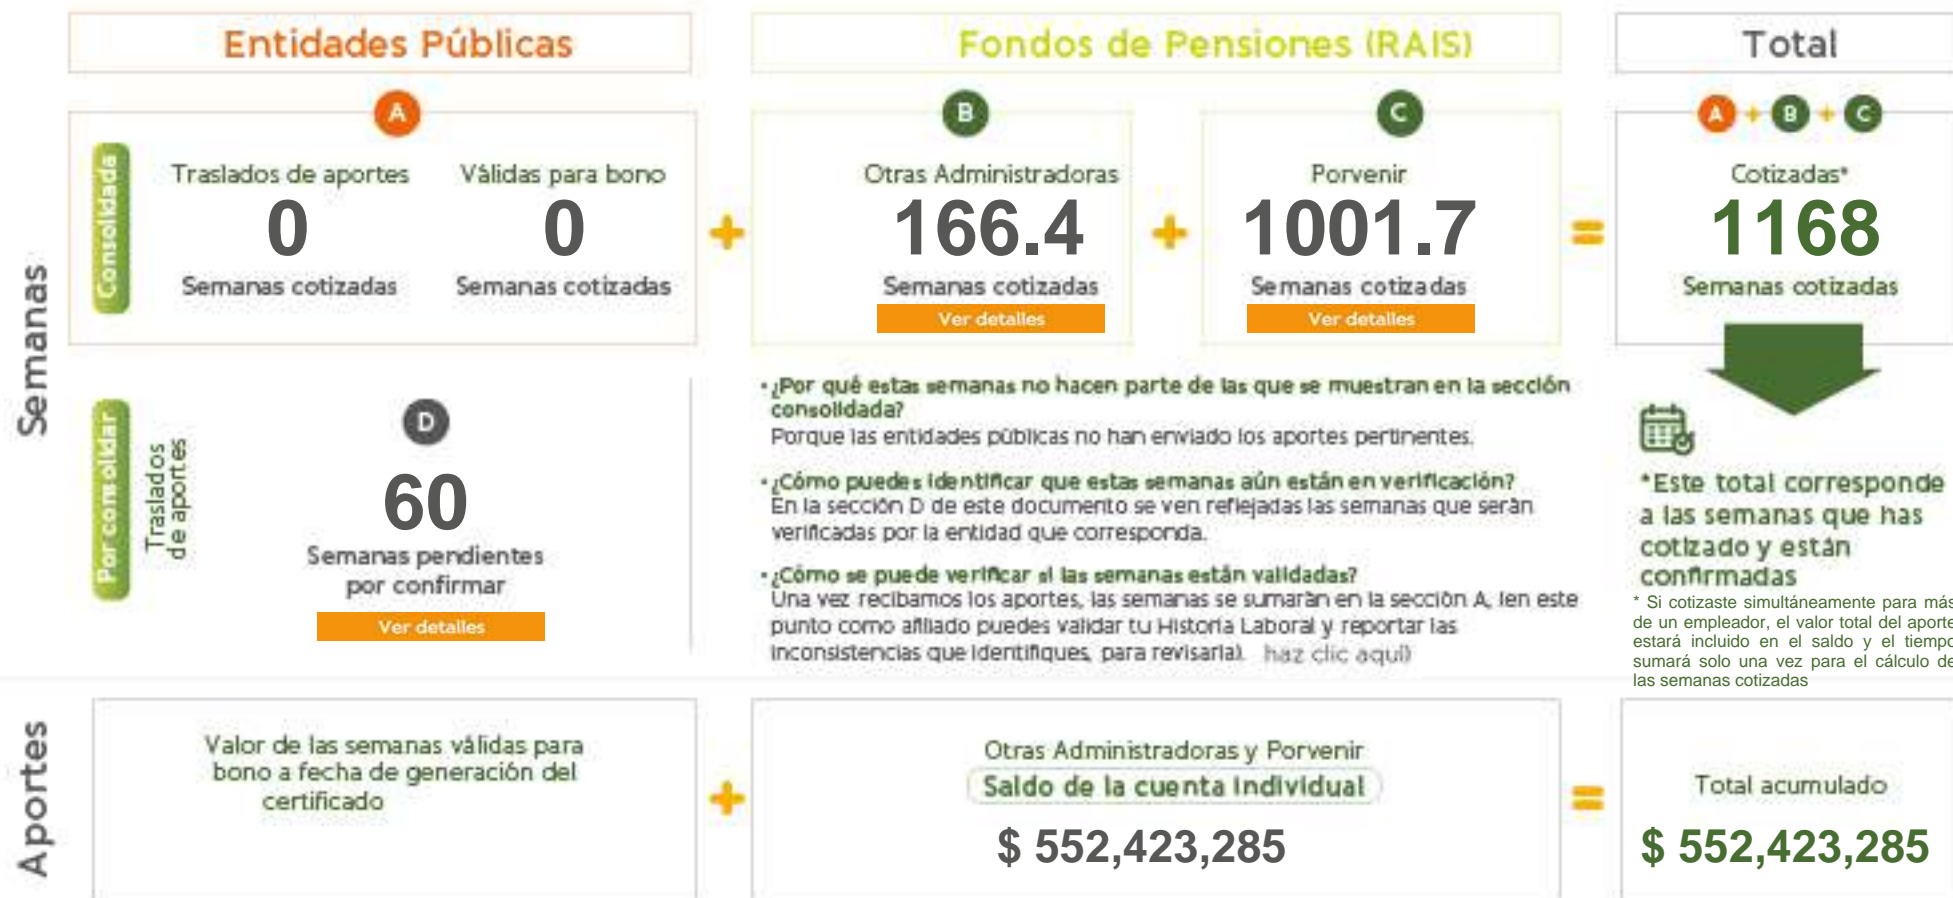 Entidades Públicas
Fondos de Pensiones (RAIS)
Total
Semanas
Consolidada
A
Traslados de aportes
0
Semanas cotizadas
Válidas para bono
0
Semanas cotizadas
+
B
Otras Administradoras
166.4
Semanas cotizadas
Ver detalles
+
C
Porvenir
1001.7
Semanas cotizadas
Ver detalles
=
A + B + C
Cotizadas*
1168
Semanas cotizadas
Por consolidar
Traslados
de aportes
D
60
Semanas pendientes
por confirmar
Ver detalles
• ¿Por qué estas semanas no hacen parte de las que se muestran en la sección
consolidada?
Porque las entidades públicas no han enviado los aportes pertinentes.
• ¿Cómo puedes identificar que estas semanas aún están en verificación?
En la sección D de este documento se ven reflejadas las semanas que serán
verificadas por la entidad que corresponda.
• ¿Cómo se puede verificar si las semanas están validadas?
Una vez recibamos los aportes, las semanas se sumarán en la sección A, (en este
punto como afiliado puedes validar tu Historia Laboral y reportar las
inconsistencias que identifiques, para revisarla). haz clic aquí)
*Este total corresponde
a las semanas que has
cotizado y están
confirmadas
* Si cotizaste simultáneamente para más
de un empleador, el valor total del aporte
estará incluido en el saldo y el tiempo
sumará solo una vez para el cálculo de
las semanas cotizadas
Aportes
Valor de las semanas válidas para
bono a fecha de generación del
certificado
+
Otras Administradoras y Porvenir
Saldo de la cuenta individual
$ 552,423,285
=
Total acumulado
$ 552,423,285